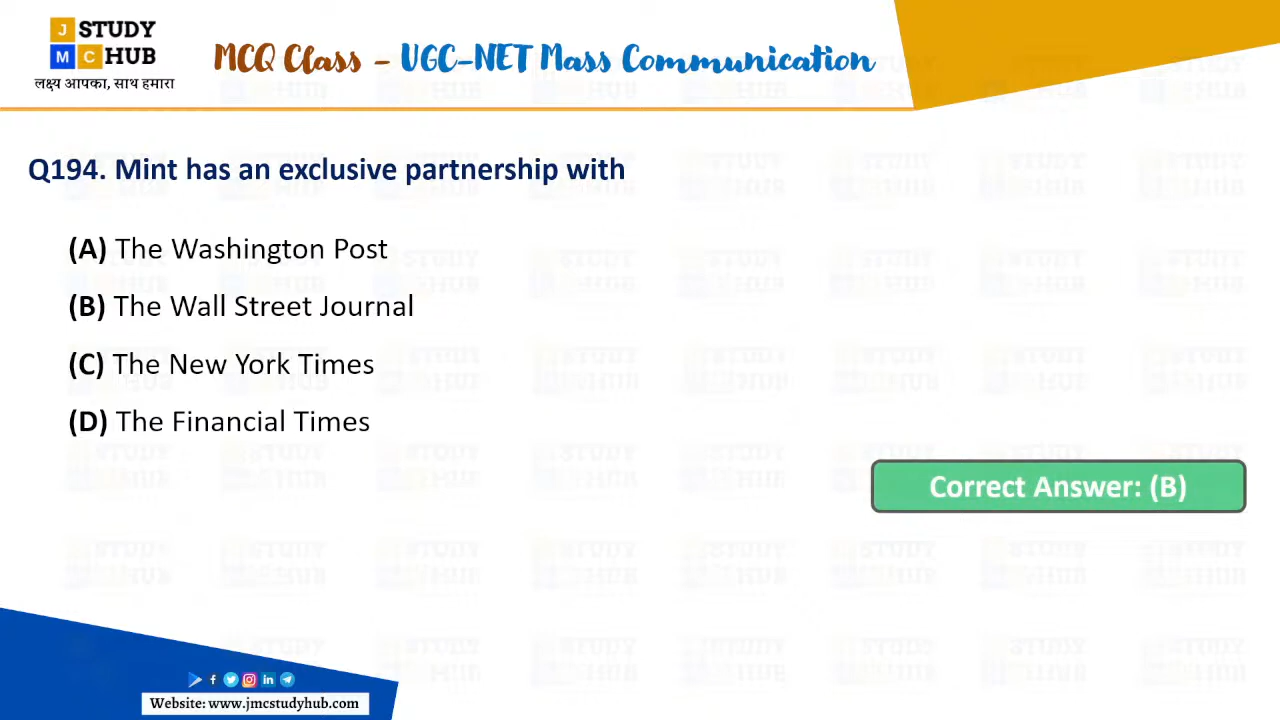 J STUDY
M C HUB
लक्ष्य आपका, साथ हमारा
MCQ Class - UGC-NET Mass Communication
Q194. Mint has an exclusive partnership with
(A) The Washington Post
(B) The Wall Street Journal
(C) The New York Times
(D) The Financial Times
Correct Answer: (B)
Website: www.jmcstudyhub.com